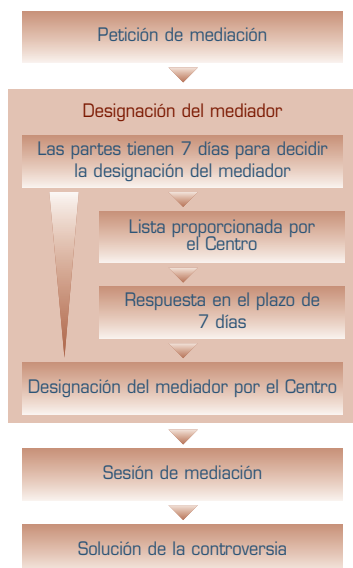 Petición de mediación
Designación del mediador
Las partes tienen 7 días para decidir
la designación del mediador
Lista proporcionada por
el Centro
Respuesta en el plazo de
7 días
Designación del mediador por el Centro
Sesión de mediación
Solución de la controversia